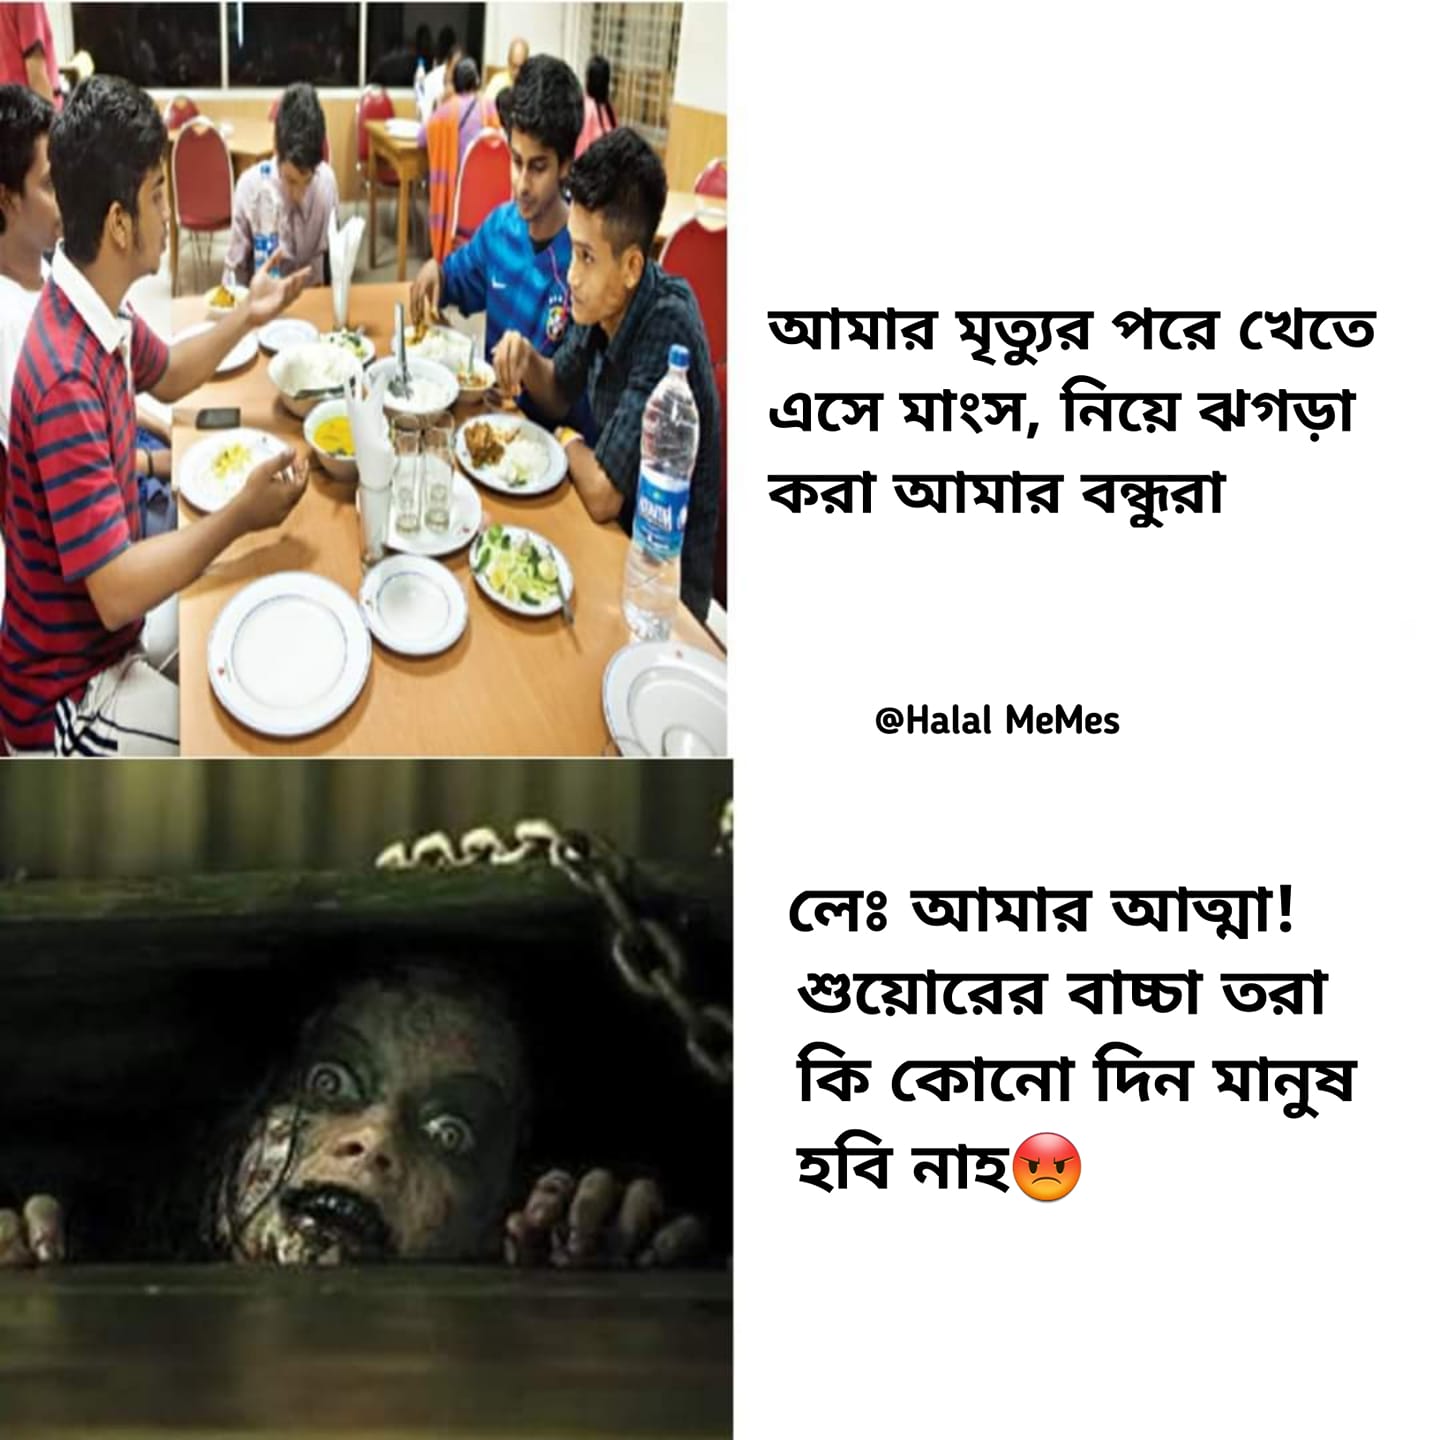 আমার মৃত্যুর পরে খেতে
এসে মাংস, নিয়ে ঝগড়া
করা আমার বন্ধুরা
@Halal MeMes
লেঃ আমার আত্মা!
শুয়োরের বাচ্চা তরা
কি কোনো দিন মানুষ
হবি নাহ😡